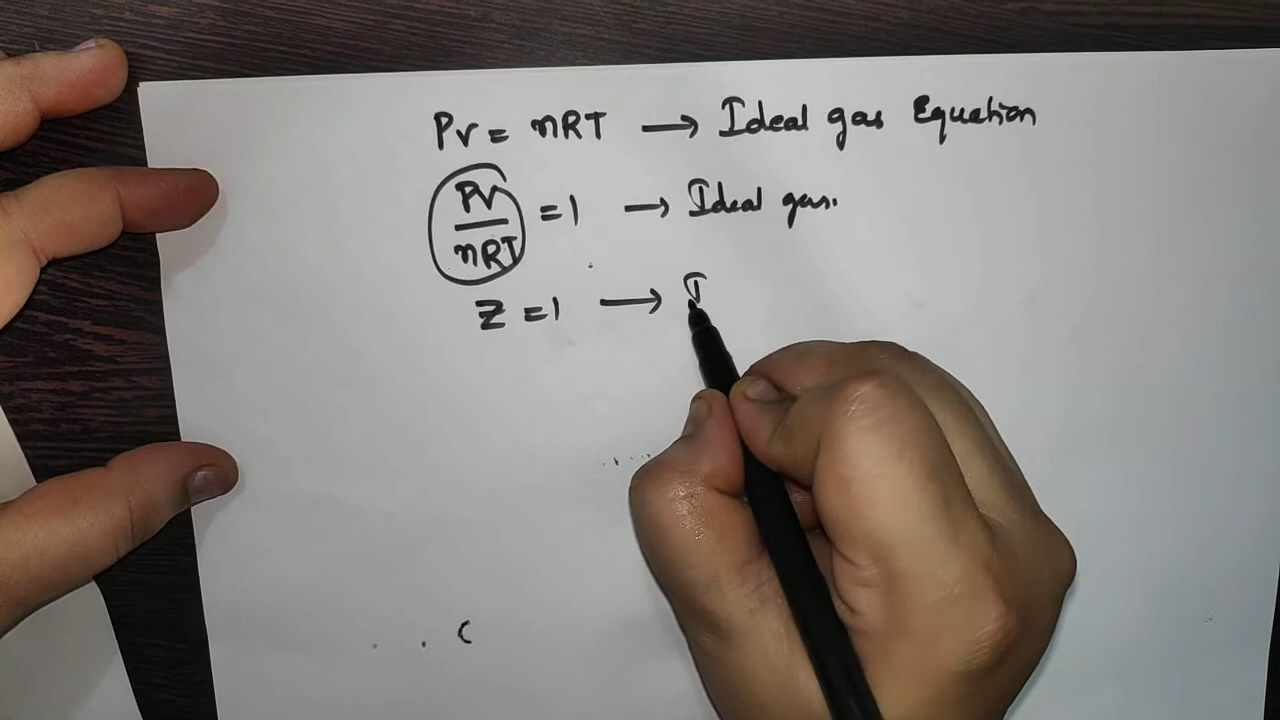 PV = nRT → Ideal gas Equation
PV
nRT = 1 → Ideal gas.
Z = 1 → I